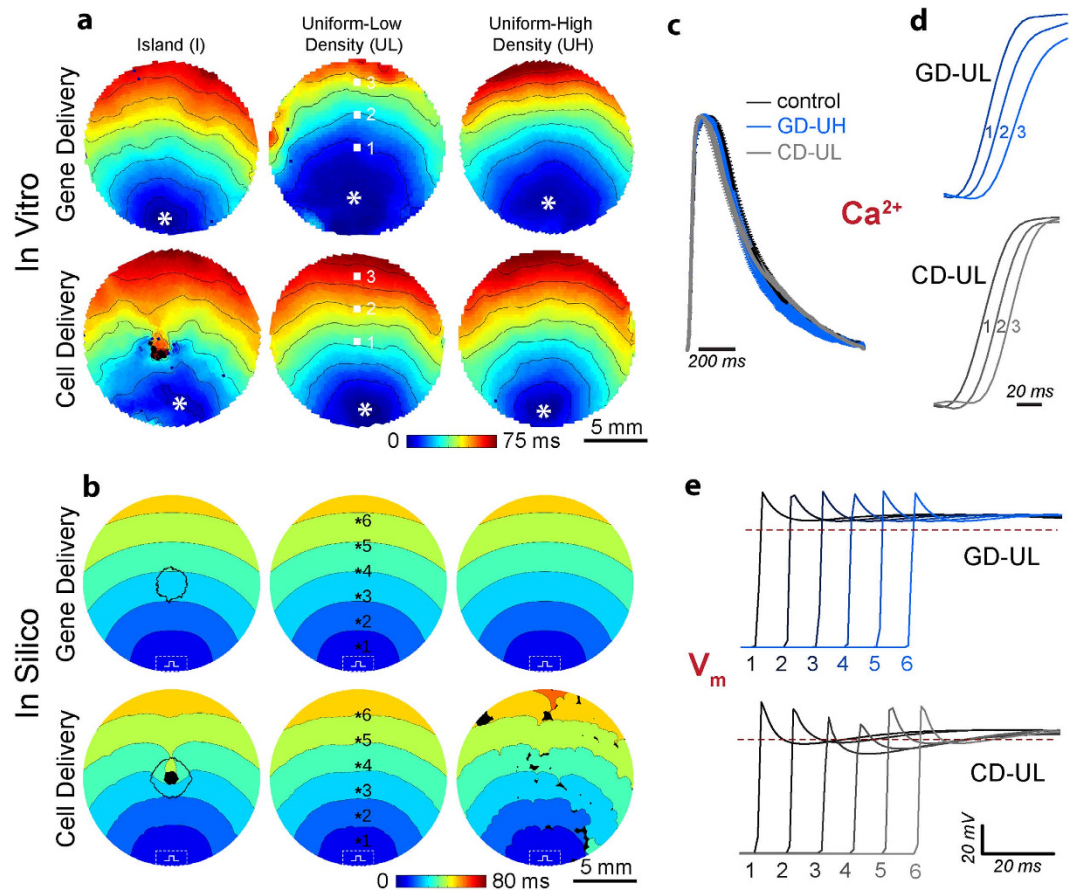 a
Island (I)
Uniform-Low
Density (UL)
Uniform-High
Density (UH)
In Vitro
Gene Delivery
*
3
2
1
*
*
Cell Delivery
*
3
2
1
*
*
0
75 ms
5 mm
c
control
GD-UH
CD-UL
200 ms
Ca²⁺
d
GD-UL
1 2 3
CD-UL
1 2 3
20 ms
b
In Silico
Gene Delivery
*6
*5
*4
*3
*2
*1
Cell Delivery
*6
*5
*4
*3
*2
*1
0
80 ms
5 mm
e
GD-UL
1 2 3 4 5 6
Vm
CD-UL
1 2 3 4 5 6
20 mV
20 ms